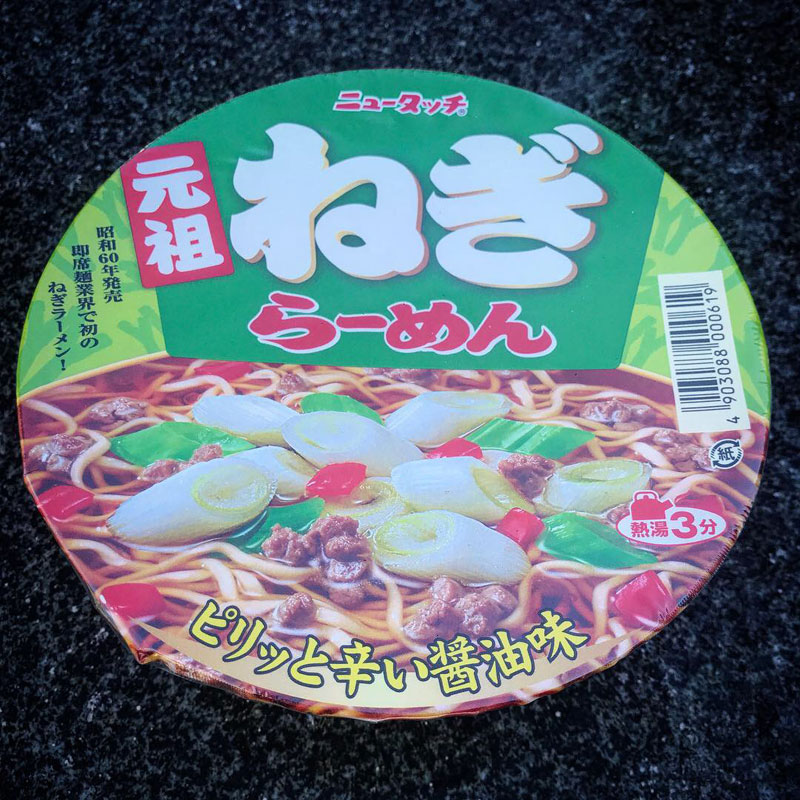 ニュータッチ®
元祖
ねぎ
らーめん
昭和60年発売
即席麺業界で初の
ねぎラーメン!
4 903088 000619
紙
熱湯3分
ピリッと辛い醤油味